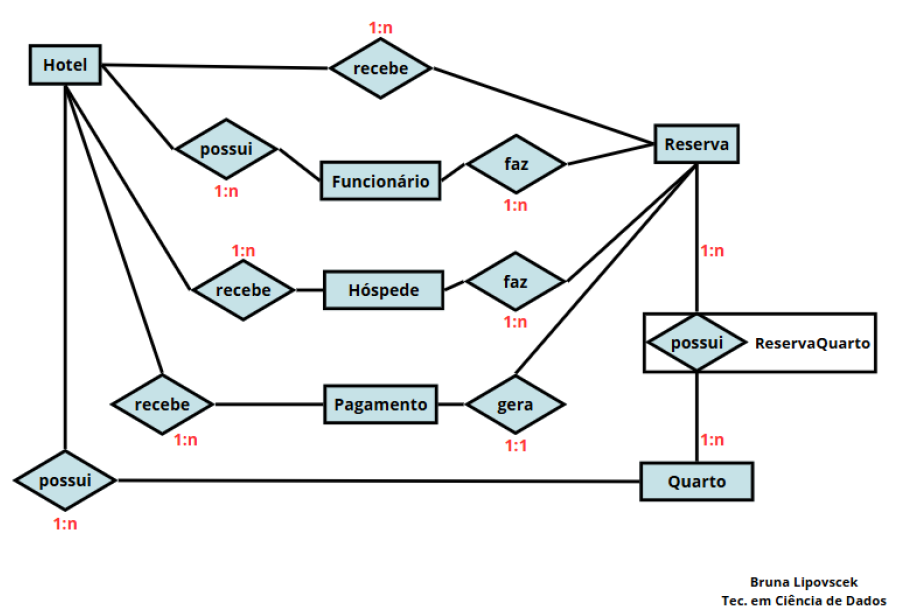 1:n
Hotel
recebe
possui
1:n
Funcionário
faz
1:n
Reserva
1:n
recebe
Hóspede
faz
1:n
1:n
possui
ReservaQuarto
recebe
1:n
Pagamento
gera
1:1
1:n
possui
1:n
Quarto
Bruna Lipovscek
Tec. em Ciência de Dados